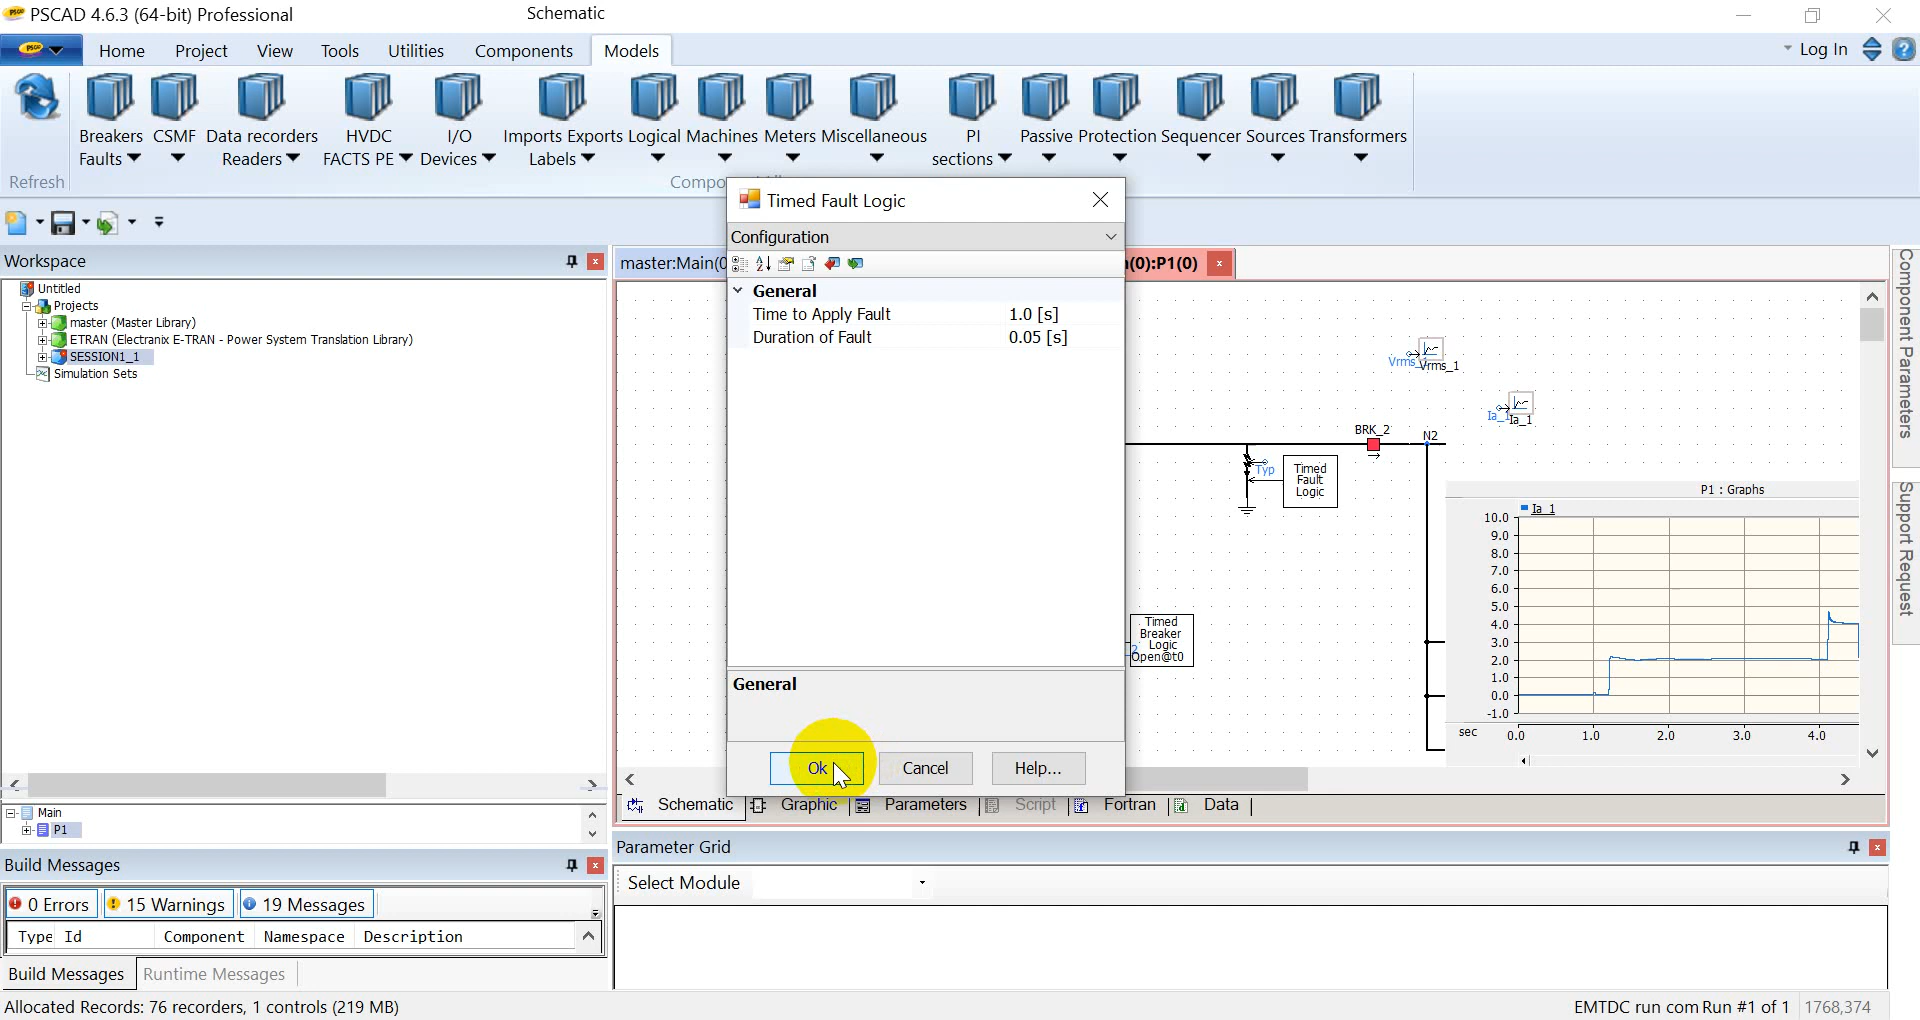 PSCAD 4.6.3 (64-bit) Professional
Schematic
Home Project View Tools Utilities Components Models
Log In
Breakers Faults
CSMF
Data recorders Readers
HVDC FACTS PE
I/O Devices
Imports Exports Labels
Logical
Machines
Meters
Miscellaneous
PI sections
Passive
Protection
Sequencer
Sources
Transformers
Refresh
Workspace
Untitled
Projects
master (Master Library)
ETRAN (Electranix E-TRAN - Power System Translation Library)
SESSION1_1
Simulation Sets
Main
P1
Build Messages
0 Errors 15 Warnings 19 Messages
Type Id Component Namespace Description
Build Messages Runtime Messages
Allocated Records: 76 recorders, 1 controls (219 MB)
Timed Fault Logic
Configuration
General
Time to Apply Fault 1.0 [s]
Duration of Fault 0.05 [s]
General
Ok Cancel Help...
master:Main(0
(0):P1(0)
Vrms_1
Ia_1
BRK_2
N2
Typ
Timed
Fault
Logic
Timed
Breaker
Logic
Open@t0
2
P1 : Graphs
Ia_1
10.0
9.0
8.0
7.0
6.0
5.0
4.0
3.0
2.0
1.0
0.0
-1.0
sec 0.0 1.0 2.0 3.0 4.0
Schematic Graphic Parameters Script Fortran Data
Parameter Grid
Select Module
EMTDC run com Run #1 of 1 1768,374
Component Parameters
Support Request